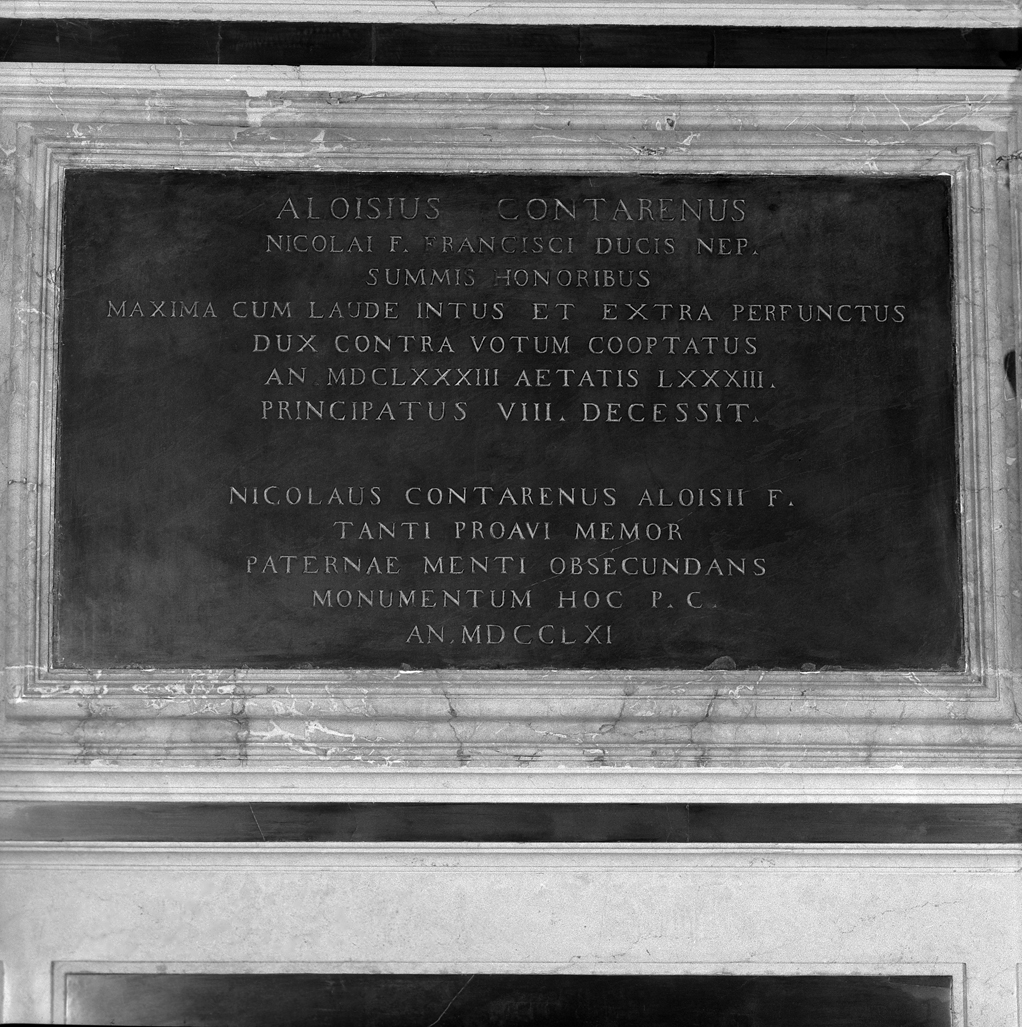 ALOISIUS CONTARENUS
NICOLAI F. FRANCISCI DUCIS NEP.
SUMMIS HONORIBUS
MAXIMA CUM LAUDE INTUS ET EXTRA PERFUNCTUS
DUX CONTRA VOTUM COOPTATUS
AN MDCLXXXIII AETATIS LXXXIII.
PRINCIPATUS VIII. DECESSIT.
NICOLAUS CONTARENUS ALOISII F.
TANTI PROAVI MEMOR
PATERNAE MENTI OBSECUNDANS
MONUMENTUM HOC P. C.
AN. MDCCLXI